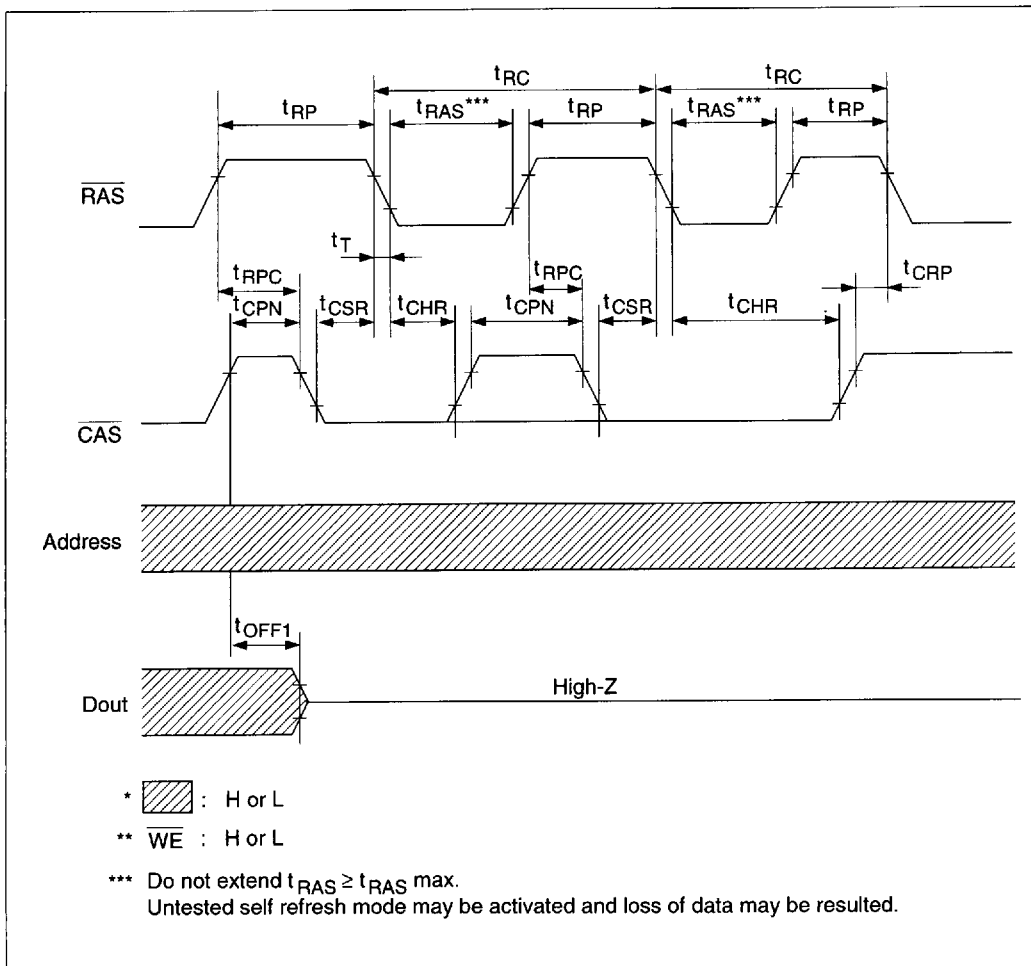 tRC tRC
tRP tRAS*** tRP tRAS*** tRP
RAS
tT
tRPC tRPC tCRP
tCPN tCSR tCHR tCPN tCSR tCHR
CAS
Address
tOFF1
Dout High-Z
* : H or L
** WE : H or L
*** Do not extend tRAS ≥ tRAS max.
Untested self refresh mode may be activated and loss of data may be resulted.